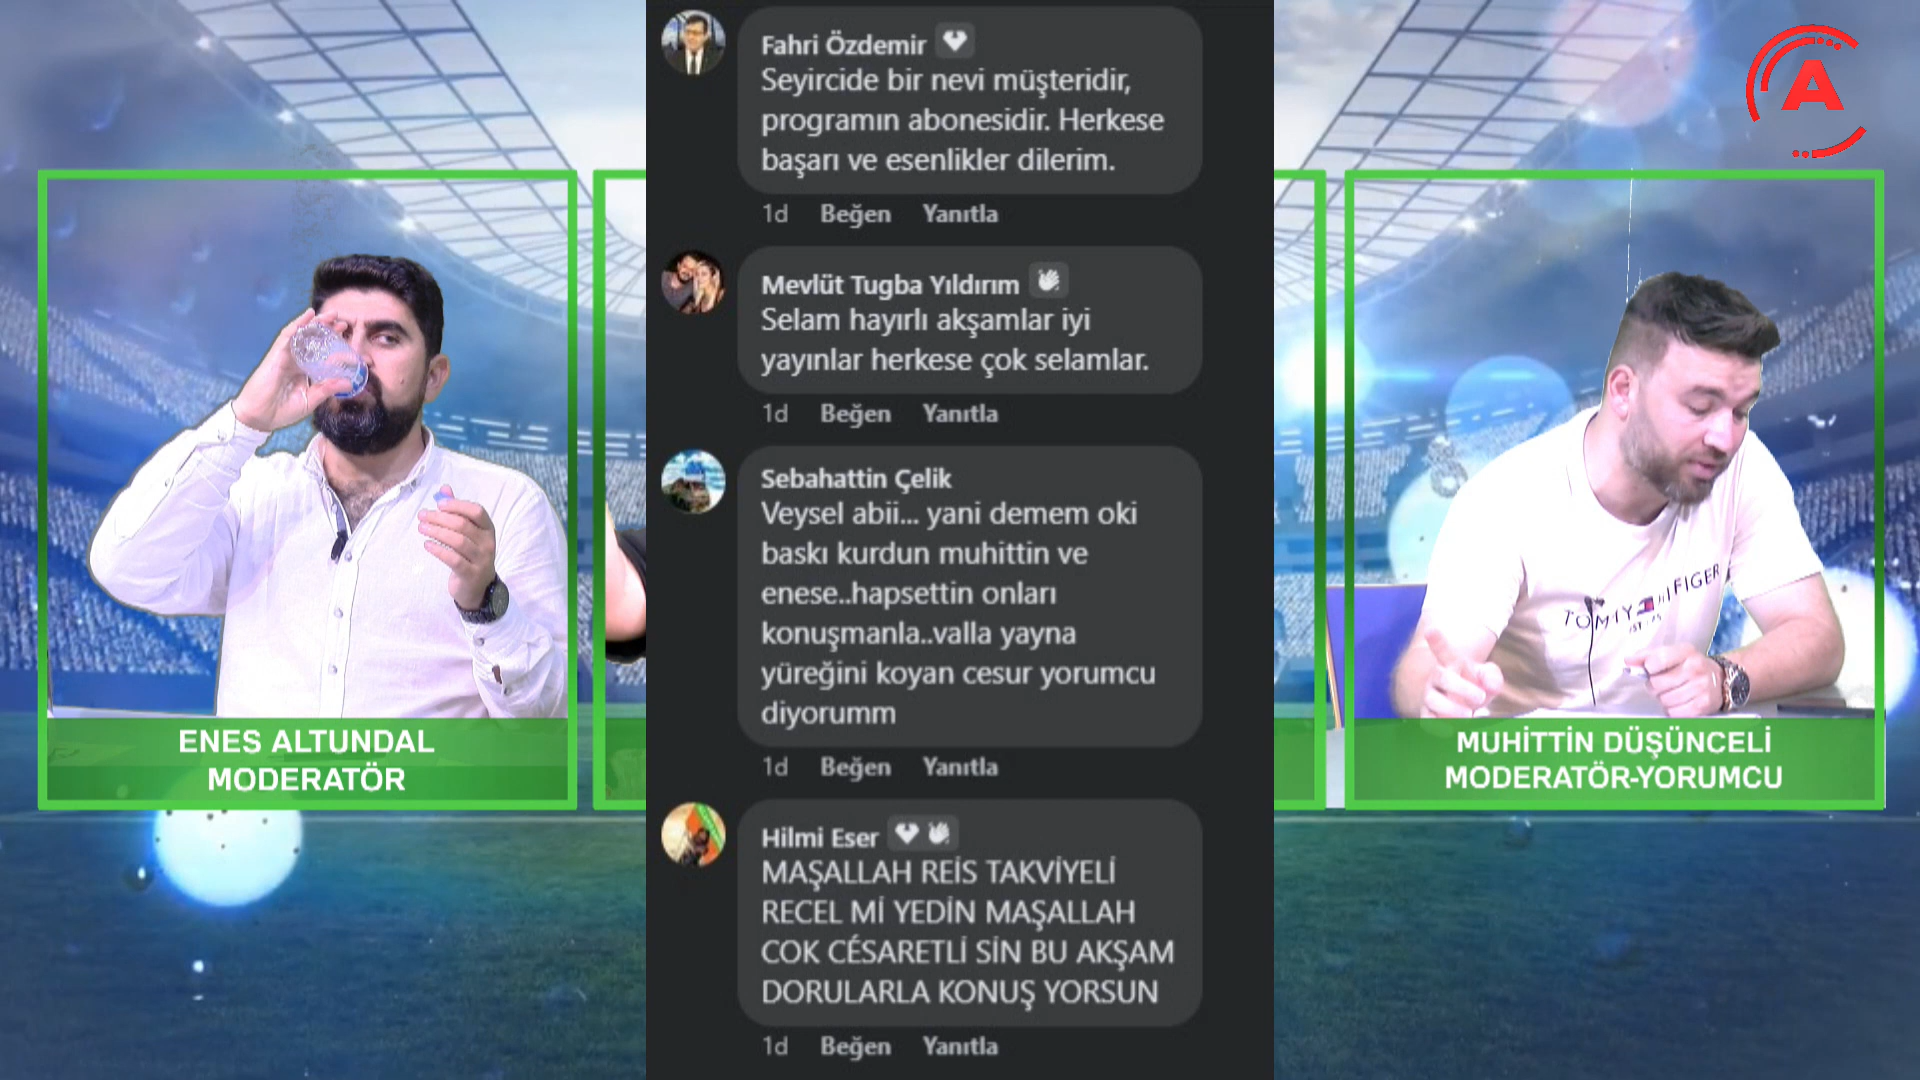 A
Fahri Özdemir
Seyircide bir nevi müşteridir,
programın abonesidir. Herkese
başarı ve esenlikler dilerim.
1d Beğen Yanıtla
Mevlüt Tugba Yıldırım
Selam hayırlı akşamlar iyi
yayınlar herkese çok selamlar.
1d Beğen Yanıtla
Sebahattin Çelik
Veysel abii... yani demem oki
baskı kurdun muhittin ve
enese..hapsettin onları
konuşmanla..valla yayna
yüreğini koyan cesur yorumcu
diyorumm
1d Beğen Yanıtla
Hilmi Eser
MAŞALLAH REİS TAKVİYELİ
RECEL Mİ YEDİN MAŞALLAH
COK CÉSARETLİ SİN BU AKŞAM
DORULARLA KONUŞ YORSUN
1d Beğen Yanıtla
ENES ALTUNDAL
MODERATÖR
TOMMY HILFIGER
MUHİTTİN DÜŞÜNCELİ
MODERATÖR-YORUMCU